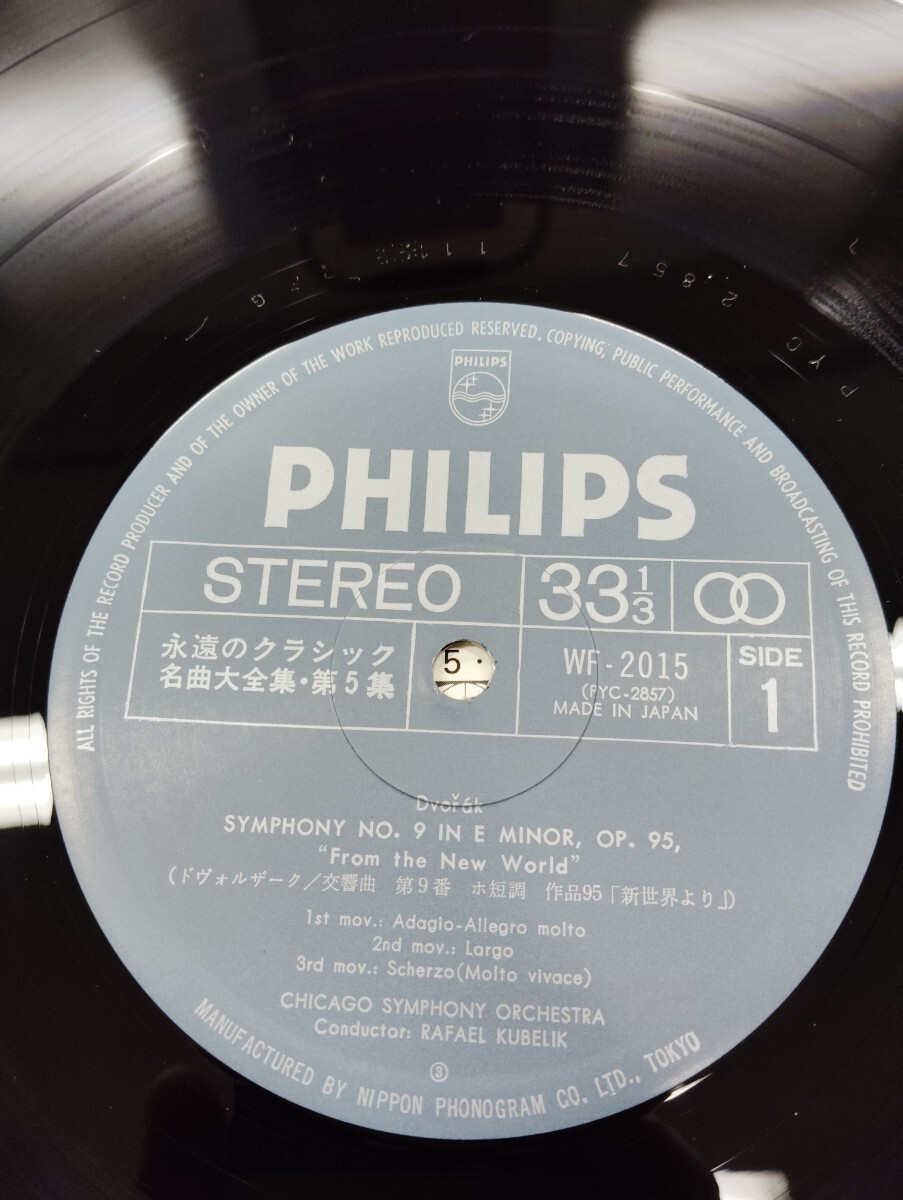 PYC 2.857
111
ALL RIGHTS OF THE RECORD PRODUCER AND OF THE OWNER OF THE WORK REPRODUCED RESERVED. COPYING, PUBLIC PERFORMANCE AND BROADCASTING OF THIS RECORD PROHIBITED
PHILIPS
PHILIPS
STEREO
33 1/3
永遠のクラシック
名曲大全集・第5集
5
WF-2015
(FYC-2857)
MADE IN JAPAN
SIDE
1
Dvořák
SYMPHONY NO. 9 IN E MINOR, OP. 95,
"From the New World"
(ドヴォルザーク/交響曲 第9番 ホ短調 作品95「新世界より」)
1st mov.: Adagio-Allegro molto
2nd mov.: Largo
3rd mov.: Scherzo(Molto vivace)
CHICAGO SYMPHONY ORCHESTRA
Conductor: RAFAEL KUBELIK
③
MANUFACTURED BY NIPPON PHONOGRAM CO. LTD., TOKYO